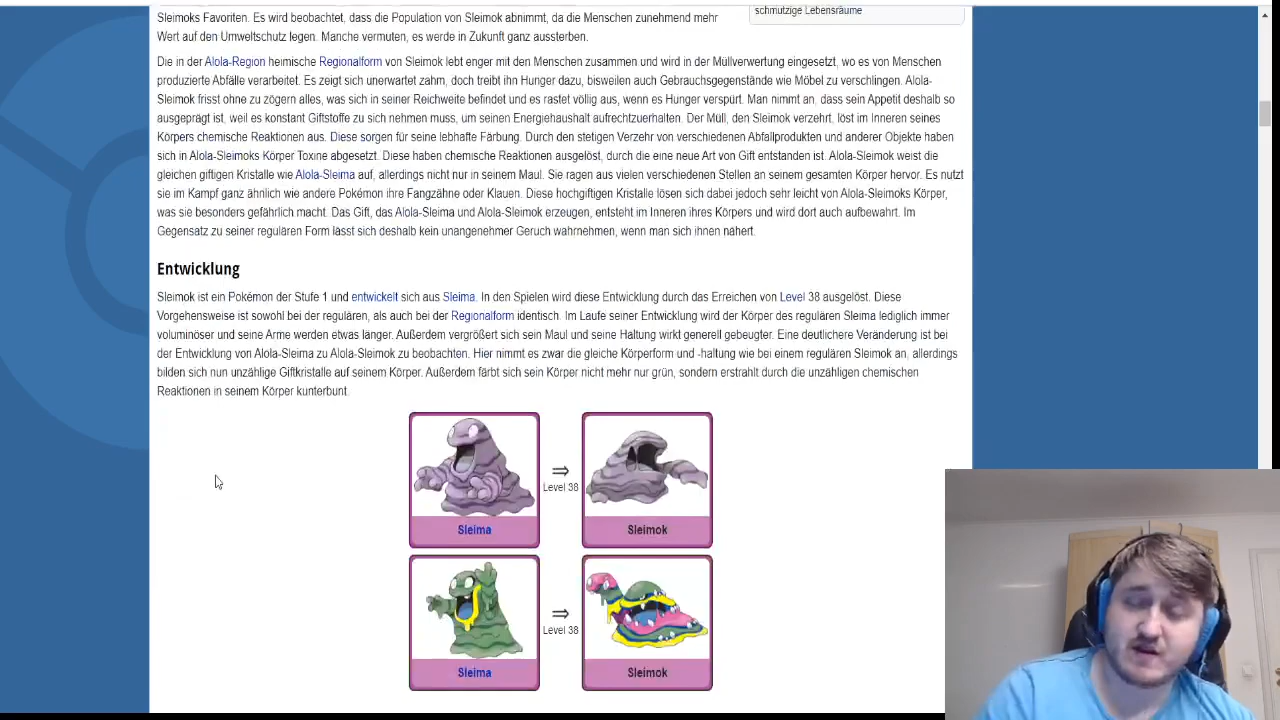 schmutzige Lebensräume
Sleimoks Favoriten. Es wird beobachtet, dass die Population von Sleimok abnimmt, da die Menschen zunehmend mehr
Wert auf den Umweltschutz legen. Manche vermuten, es werde in Zukunft ganz aussterben.
Die in der Alola-Region heimische Regionalform von Sleimok lebt enger mit den Menschen zusammen und wird in der Müllverwertung eingesetzt, wo es von Menschen
produzierte Abfälle verarbeitet. Es zeigt sich unerwartet zahm, doch treibt ihn Hunger dazu, bisweilen auch Gebrauchsgegenstände wie Möbel zu verschlingen. Alola-
Sleimok frisst ohne zu zögern alles, was sich in seiner Reichweite befindet und es rastet völlig aus, wenn es Hunger verspürt. Man nimmt an, dass sein Appetit deshalb so
ausgeprägt ist, weil es konstant Giftstoffe zu sich nehmen muss, um seinen Energiehaushalt aufrechtzuerhalten. Der Müll, den Sleimok verzehrt, löst im Inneren seines
Körpers chemische Reaktionen aus. Diese sorgen für seine lebhafte Färbung. Durch den stetigen Verzehr von verschiedenen Abfallprodukten und anderer Objekte haben
sich in Alola-Sleimoks Körper Toxine abgesetzt. Diese haben chemische Reaktionen ausgelöst, durch die eine neue Art von Gift entstanden ist. Alola-Sleimok weist die
gleichen giftigen Kristalle wie Alola-Sleima auf, allerdings nicht nur in seinem Maul. Sie ragen aus vielen verschiedenen Stellen an seinem gesamten Körper hervor. Es nutzt
sie im Kampf ganz ähnlich wie andere Pokémon ihre Fangzähne oder Klauen. Diese hochgiftigen Kristalle lösen sich dabei jedoch sehr leicht von Alola-Sleimoks Körper,
was sie besonders gefährlich macht. Das Gift, das Alola-Sleima und Alola-Sleimok erzeugen, entsteht im Inneren ihres Körpers und wird dort auch aufbewahrt. Im
Gegensatz zu seiner regulären Form lässt sich deshalb kein unangenehmer Geruch wahrnehmen, wenn man sich ihnen nähert.
Entwicklung
Sleimok ist ein Pokémon der Stufe 1 und entwickelt sich aus Sleima. In den Spielen wird diese Entwicklung durch das Erreichen von Level 38 ausgelöst. Diese
Vorgehensweise ist sowohl bei der regulären, als auch bei der Regionalform identisch. Im Laufe seiner Entwicklung wird der Körper des regulären Sleima lediglich immer
voluminöser und seine Arme werden etwas länger. Außerdem vergrößert sich sein Maul und seine Haltung wirkt generell gebeugter. Eine deutlichere Veränderung ist bei
der Entwicklung von Alola-Sleima zu Alola-Sleimok zu beobachten. Hier nimmt es zwar die gleiche Körperform und -haltung wie bei einem regulären Sleimok an, allerdings
bilden sich nun unzählige Giftkristalle auf seinem Körper. Außerdem färbt sich sein Körper nicht mehr nur grün, sondern erstrahlt durch die unzähligen chemischen
Reaktionen in seinem Körper kunterbunt.
⇒
Level 38
Sleima
Sleimok
⇒
Level 38
Sleima
Sleimok